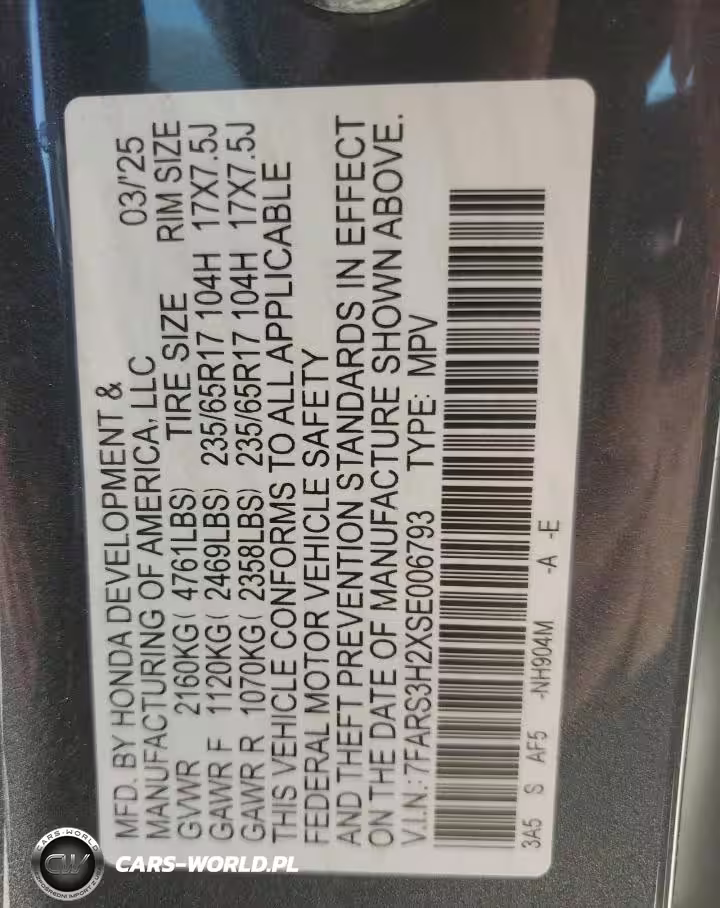 MFD. BY HONDA DEVELOPMENT & 03/'25
MANUFACTURING OF AMERICA, LLC
TIRE SIZE RIM SIZE
GVWR 2160KG( 4761LBS)
GAWR F 1120KG( 2469LBS) 235/65R17 104H 17X7.5J
GAWR R 1070KG( 2358LBS) 235/65R17 104H 17X7.5J
THIS VEHICLE CONFORMS TO ALL APPLICABLE
FEDERAL MOTOR VEHICLE SAFETY
AND THEFT PREVENTION STANDARDS IN EFFECT
ON THE DATE OF MANUFACTURE SHOWN ABOVE.
V.I.N.:7FARS3H2XSE006793 TYPE: MPV
3A5 S AF5 -NH904M -A -E
CARS-WORLD
CW
CARS-WORLD.PL